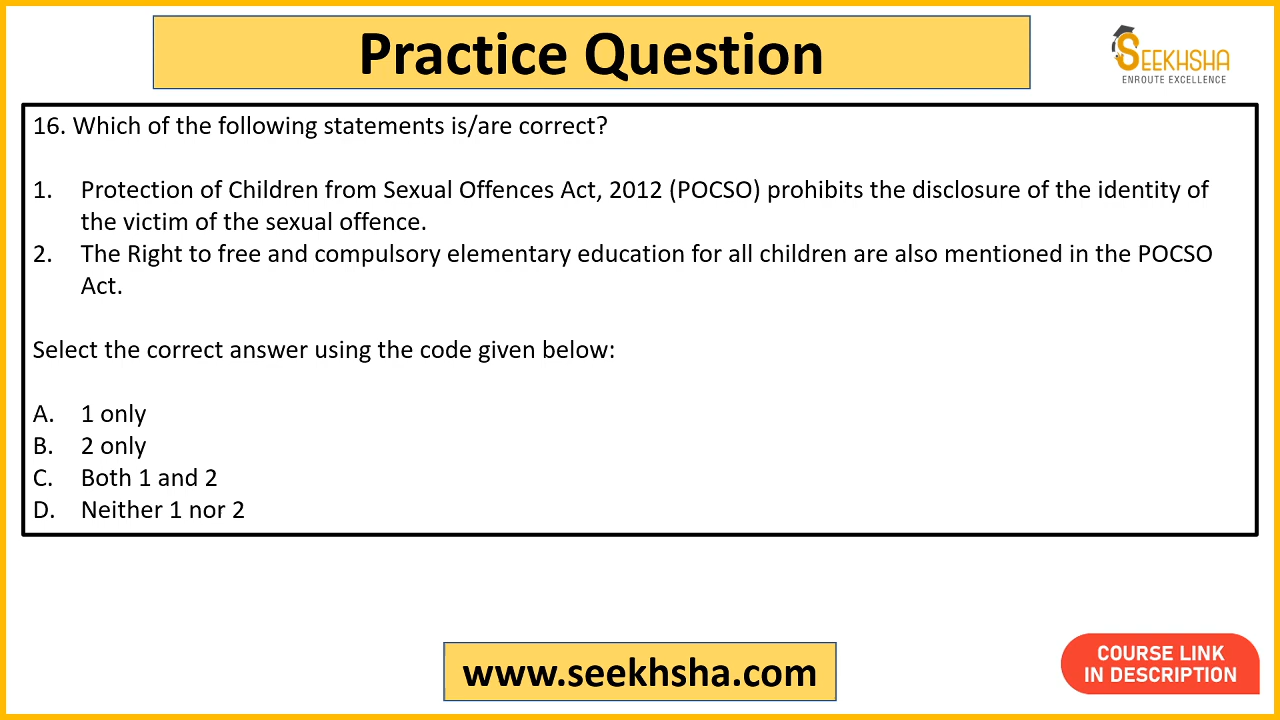 Practice Question
SEEKHSHA
ENROUTE EXCELLENCE
16. Which of the following statements is/are correct?
1. Protection of Children from Sexual Offences Act, 2012 (POCSO) prohibits the disclosure of the identity of
the victim of the sexual offence.
2. The Right to free and compulsory elementary education for all children are also mentioned in the POCSO
Act.
Select the correct answer using the code given below:
A. 1 only
B. 2 only
C. Both 1 and 2
D. Neither 1 nor 2
www.seekhsha.com
COURSE LINK
IN DESCRIPTION